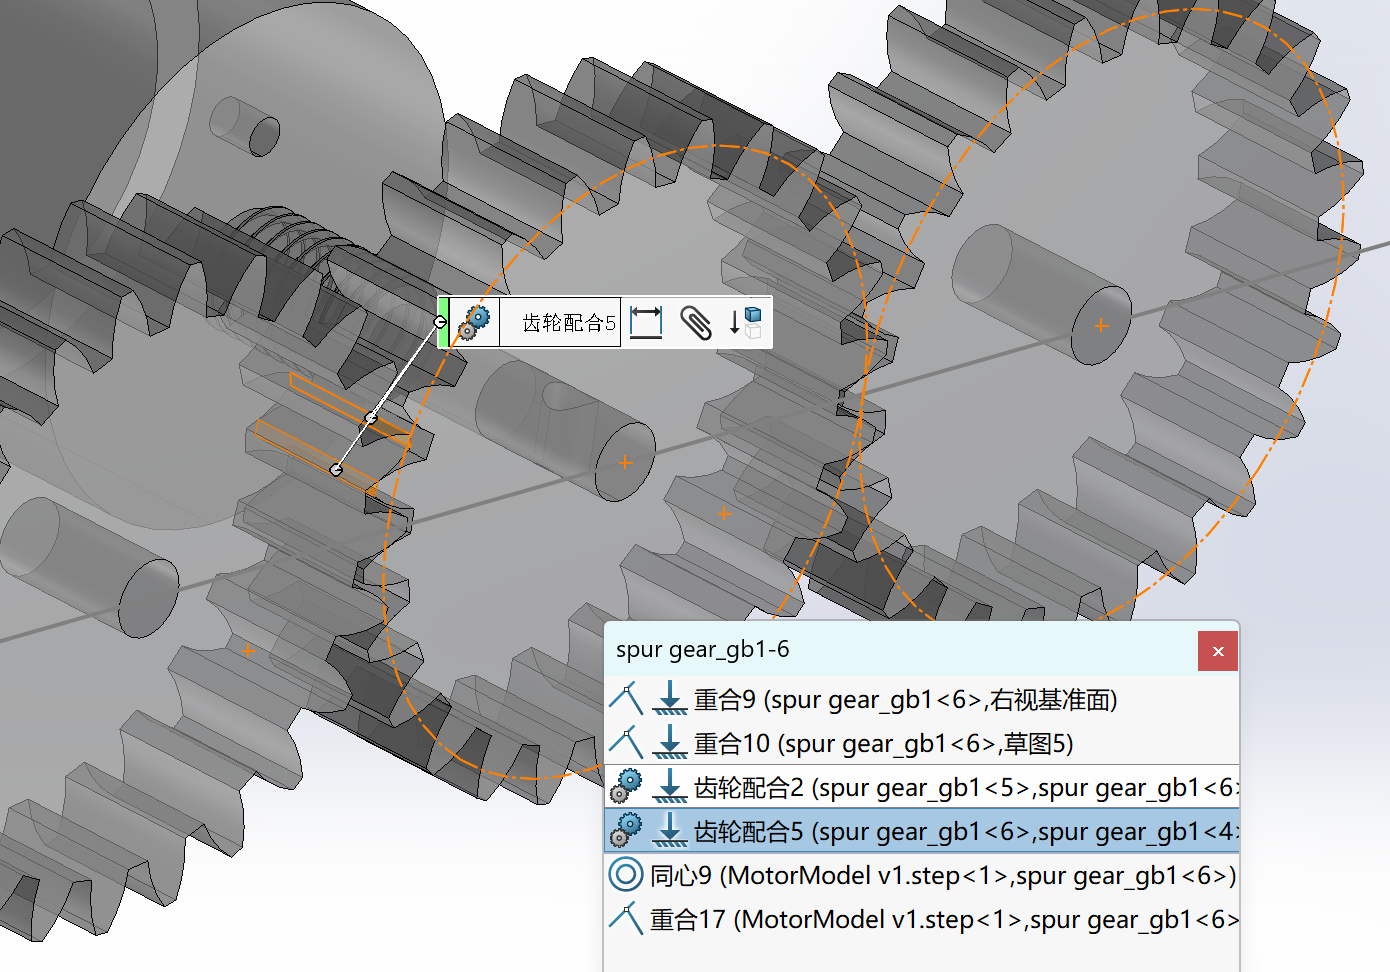 齿轮配合5
spur gear_gb1-6
重合9 (spur gear_gb1<6>,右视基准面)
重合10 (spur gear_gb1<6>,草图5)
齿轮配合2 (spur gear_gb1<5>,spur gear_gb1<6>
齿轮配合5 (spur gear_gb1<6>,spur gear_gb1<4>
同心9 (MotorModel v1.step<1>,spur gear_gb1<6>)
重合17 (MotorModel v1.step<1>,spur gear_gb1<6>